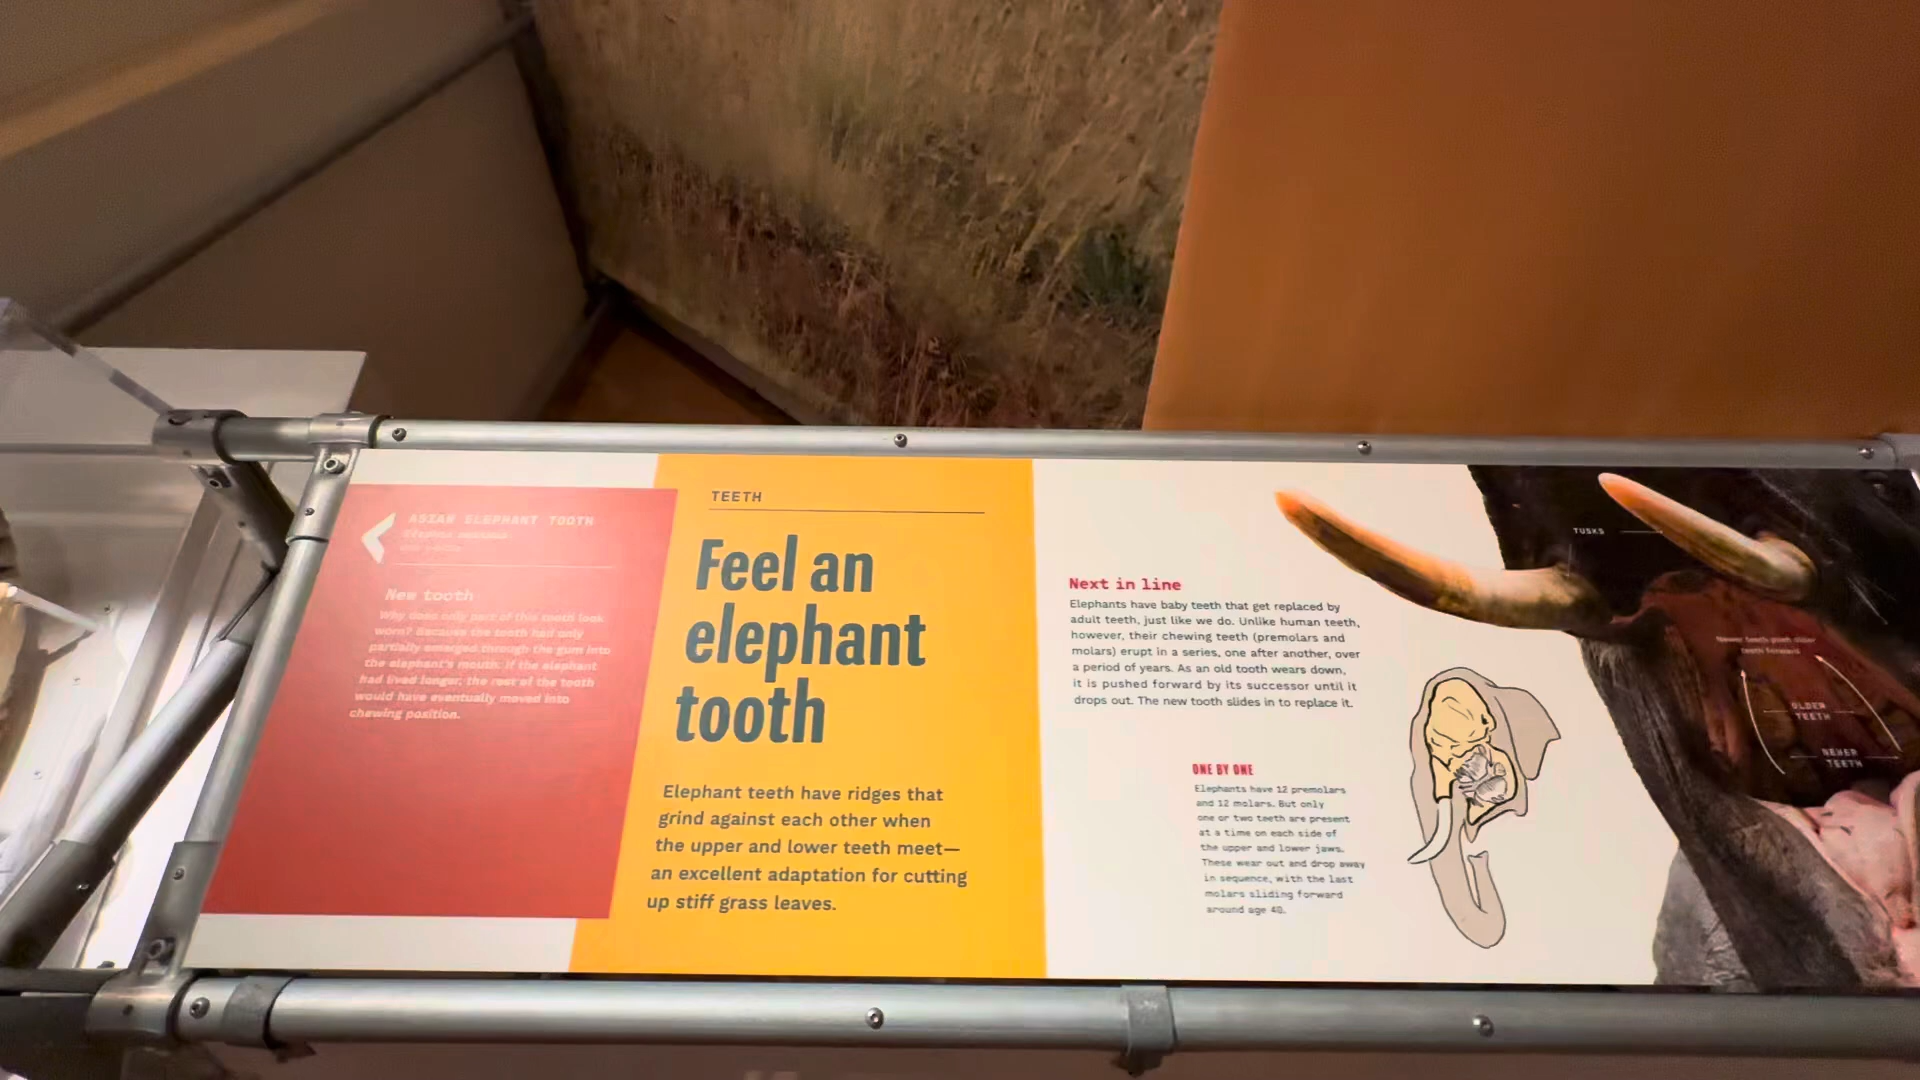 ASIAN ELEPHANT TOOTH
New tooth
Why does only part of this tooth look
worn? Because the tooth had only
partially emerged through the gum into
the elephant's mouth. If the elephant
had lived longer, the rest of the tooth
would have eventually moved into
chewing position.
TEETH
Feel an
elephant
tooth
Elephant teeth have ridges that
grind against each other when
the upper and lower teeth meet—
an excellent adaptation for cutting
up stiff grass leaves.
Next in line
Elephants have baby teeth that get replaced by
adult teeth, just like we do. Unlike human teeth,
however, their chewing teeth (premolars and
molars) erupt in a series, one after another, over
a period of years. As an old tooth wears down,
it is pushed forward by its successor until it
drops out. The new tooth slides in to replace it.
ONE BY ONE
Elephants have 12 premolars
and 12 molars. But only
one or two teeth are present
at a time on each side of
the upper and lower jaws.
These wear out and drop away
in sequence, with the last
molars sliding forward
around age 40.
TUSKS
Newer teeth push older
teeth forward
OLDER
TEETH
NEWER
TEETH